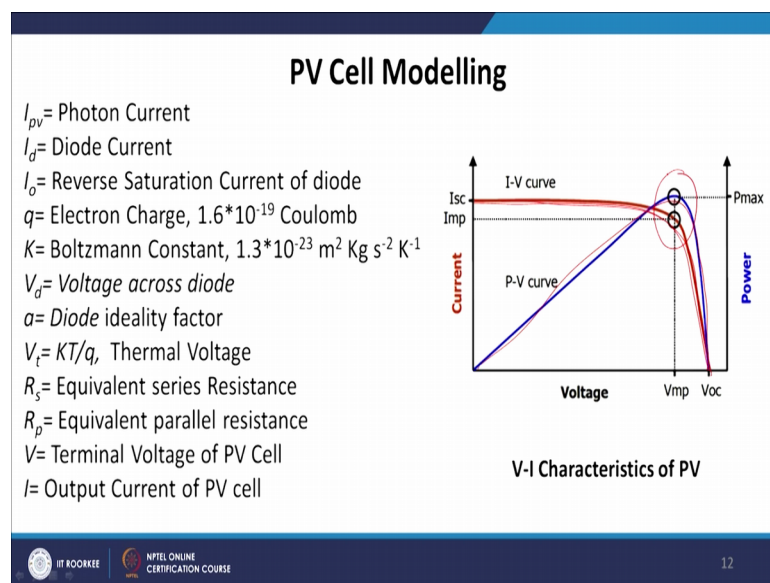 PV Cell Modelling
Ipv= Photon Current
Id= Diode Current
Io= Reverse Saturation Current of diode
q= Electron Charge, 1.6*10-19 Coulomb
K= Boltzmann Constant, 1.3*10-23 m2 Kg s-2 K-1
Vd= Voltage across diode
a= Diode ideality factor
Vt= KT/q, Thermal Voltage
Rs= Equivalent series Resistance
Rp= Equivalent parallel resistance
V= Terminal Voltage of PV Cell
I= Output Current of PV cell
I-V curve
Isc
Imp
Pmax
P-V curve
Current
Power
Voltage
Vmp
Voc
V-I Characteristics of PV
IIT ROORKEE
NPTEL ONLINE
CERTIFICATION COURSE
12